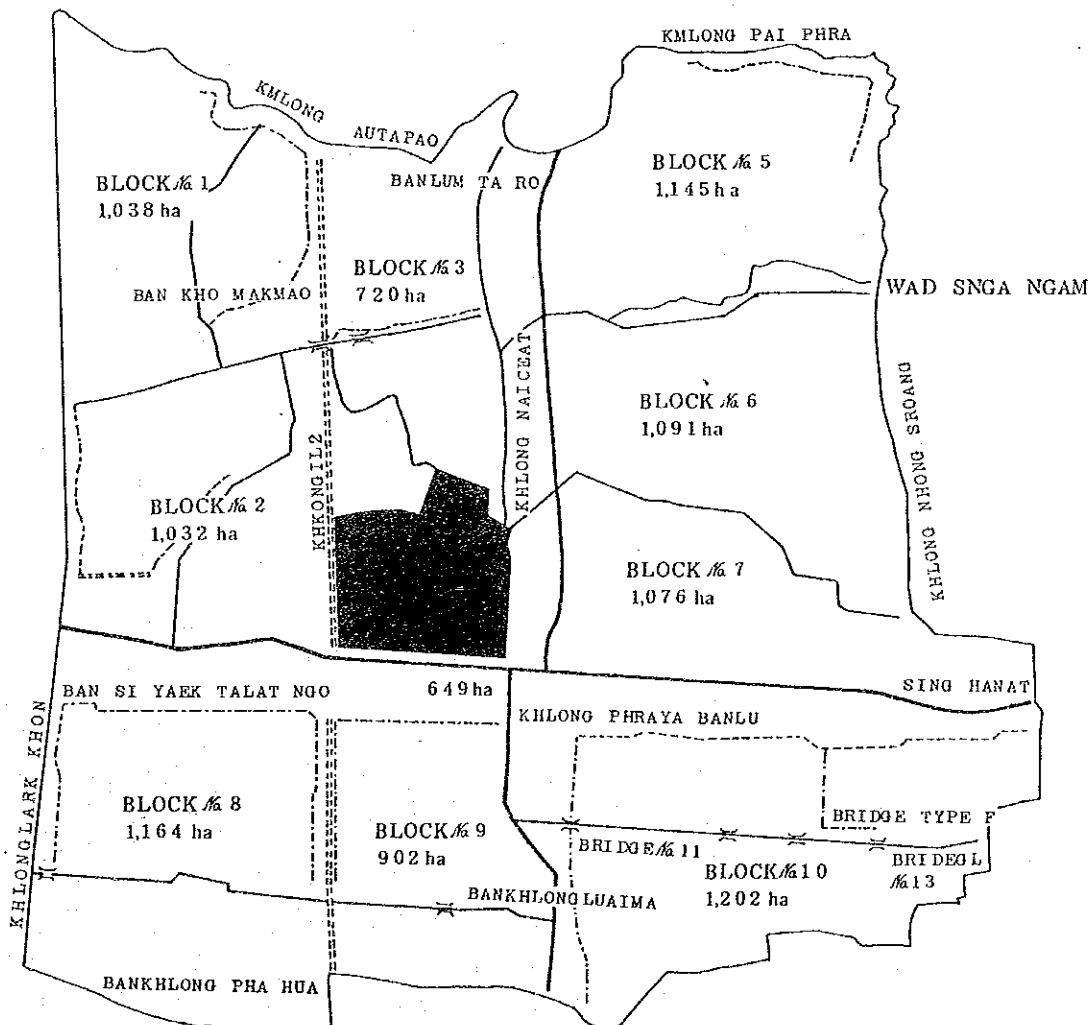 KMLONG PAI PHRA
KMLONG
AUTAPAO
BLOCK No. 1
1,038 ha
BANLUM TA RO
BLOCK No. 5
1,145 ha
BLOCK No. 3
720 ha
BAN KHO MAKMAO
WAD SNGA NGAM
KHLONG NAICEAT
BLOCK No. 6
1,091 ha
KHLONG NOHONG SROANG
KHKONGIL2
BLOCK No. 2
1,032 ha
BLOCK No. 7
1,076 ha
BAN SI YAEK TALAT NGO
649 ha
SING HANAT
KHLONG PHRAYA BANLU
KHLONGLARK KHON
BLOCK No. 8
1,164 ha
BLOCK No. 9
902 ha
BRIDGE TYPE F
BRIDGE No. 11
BLOCK No. 10
1,202 ha
BRIDEGL
No. 13
BANKHLONGLUAIMA
BANKHLONG PHA HUA